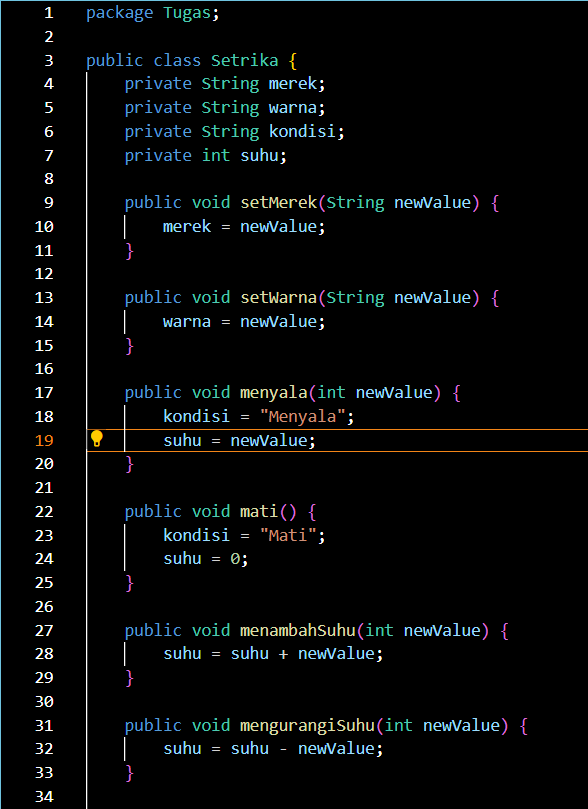 1 package Tugas;
2
3 public class Setrika {
4     private String merek;
5     private String warna;
6     private String kondisi;
7     private int suhu;
8
9     public void setMerek(String newValue) {
10         merek = newValue;
11     }
12
13     public void setWarna(String newValue) {
14         warna = newValue;
15     }
16
17     public void menyala(int newValue) {
18         kondisi = "Menyala";
19         suhu = newValue;
20     }
21
22     public void mati() {
23         kondisi = "Mati";
24         suhu = 0;
25     }
26
27     public void menambahSuhu(int newValue) {
28         suhu = suhu + newValue;
29     }
30
31     public void mengurangiSuhu(int newValue) {
32         suhu = suhu - newValue;
33     }
34